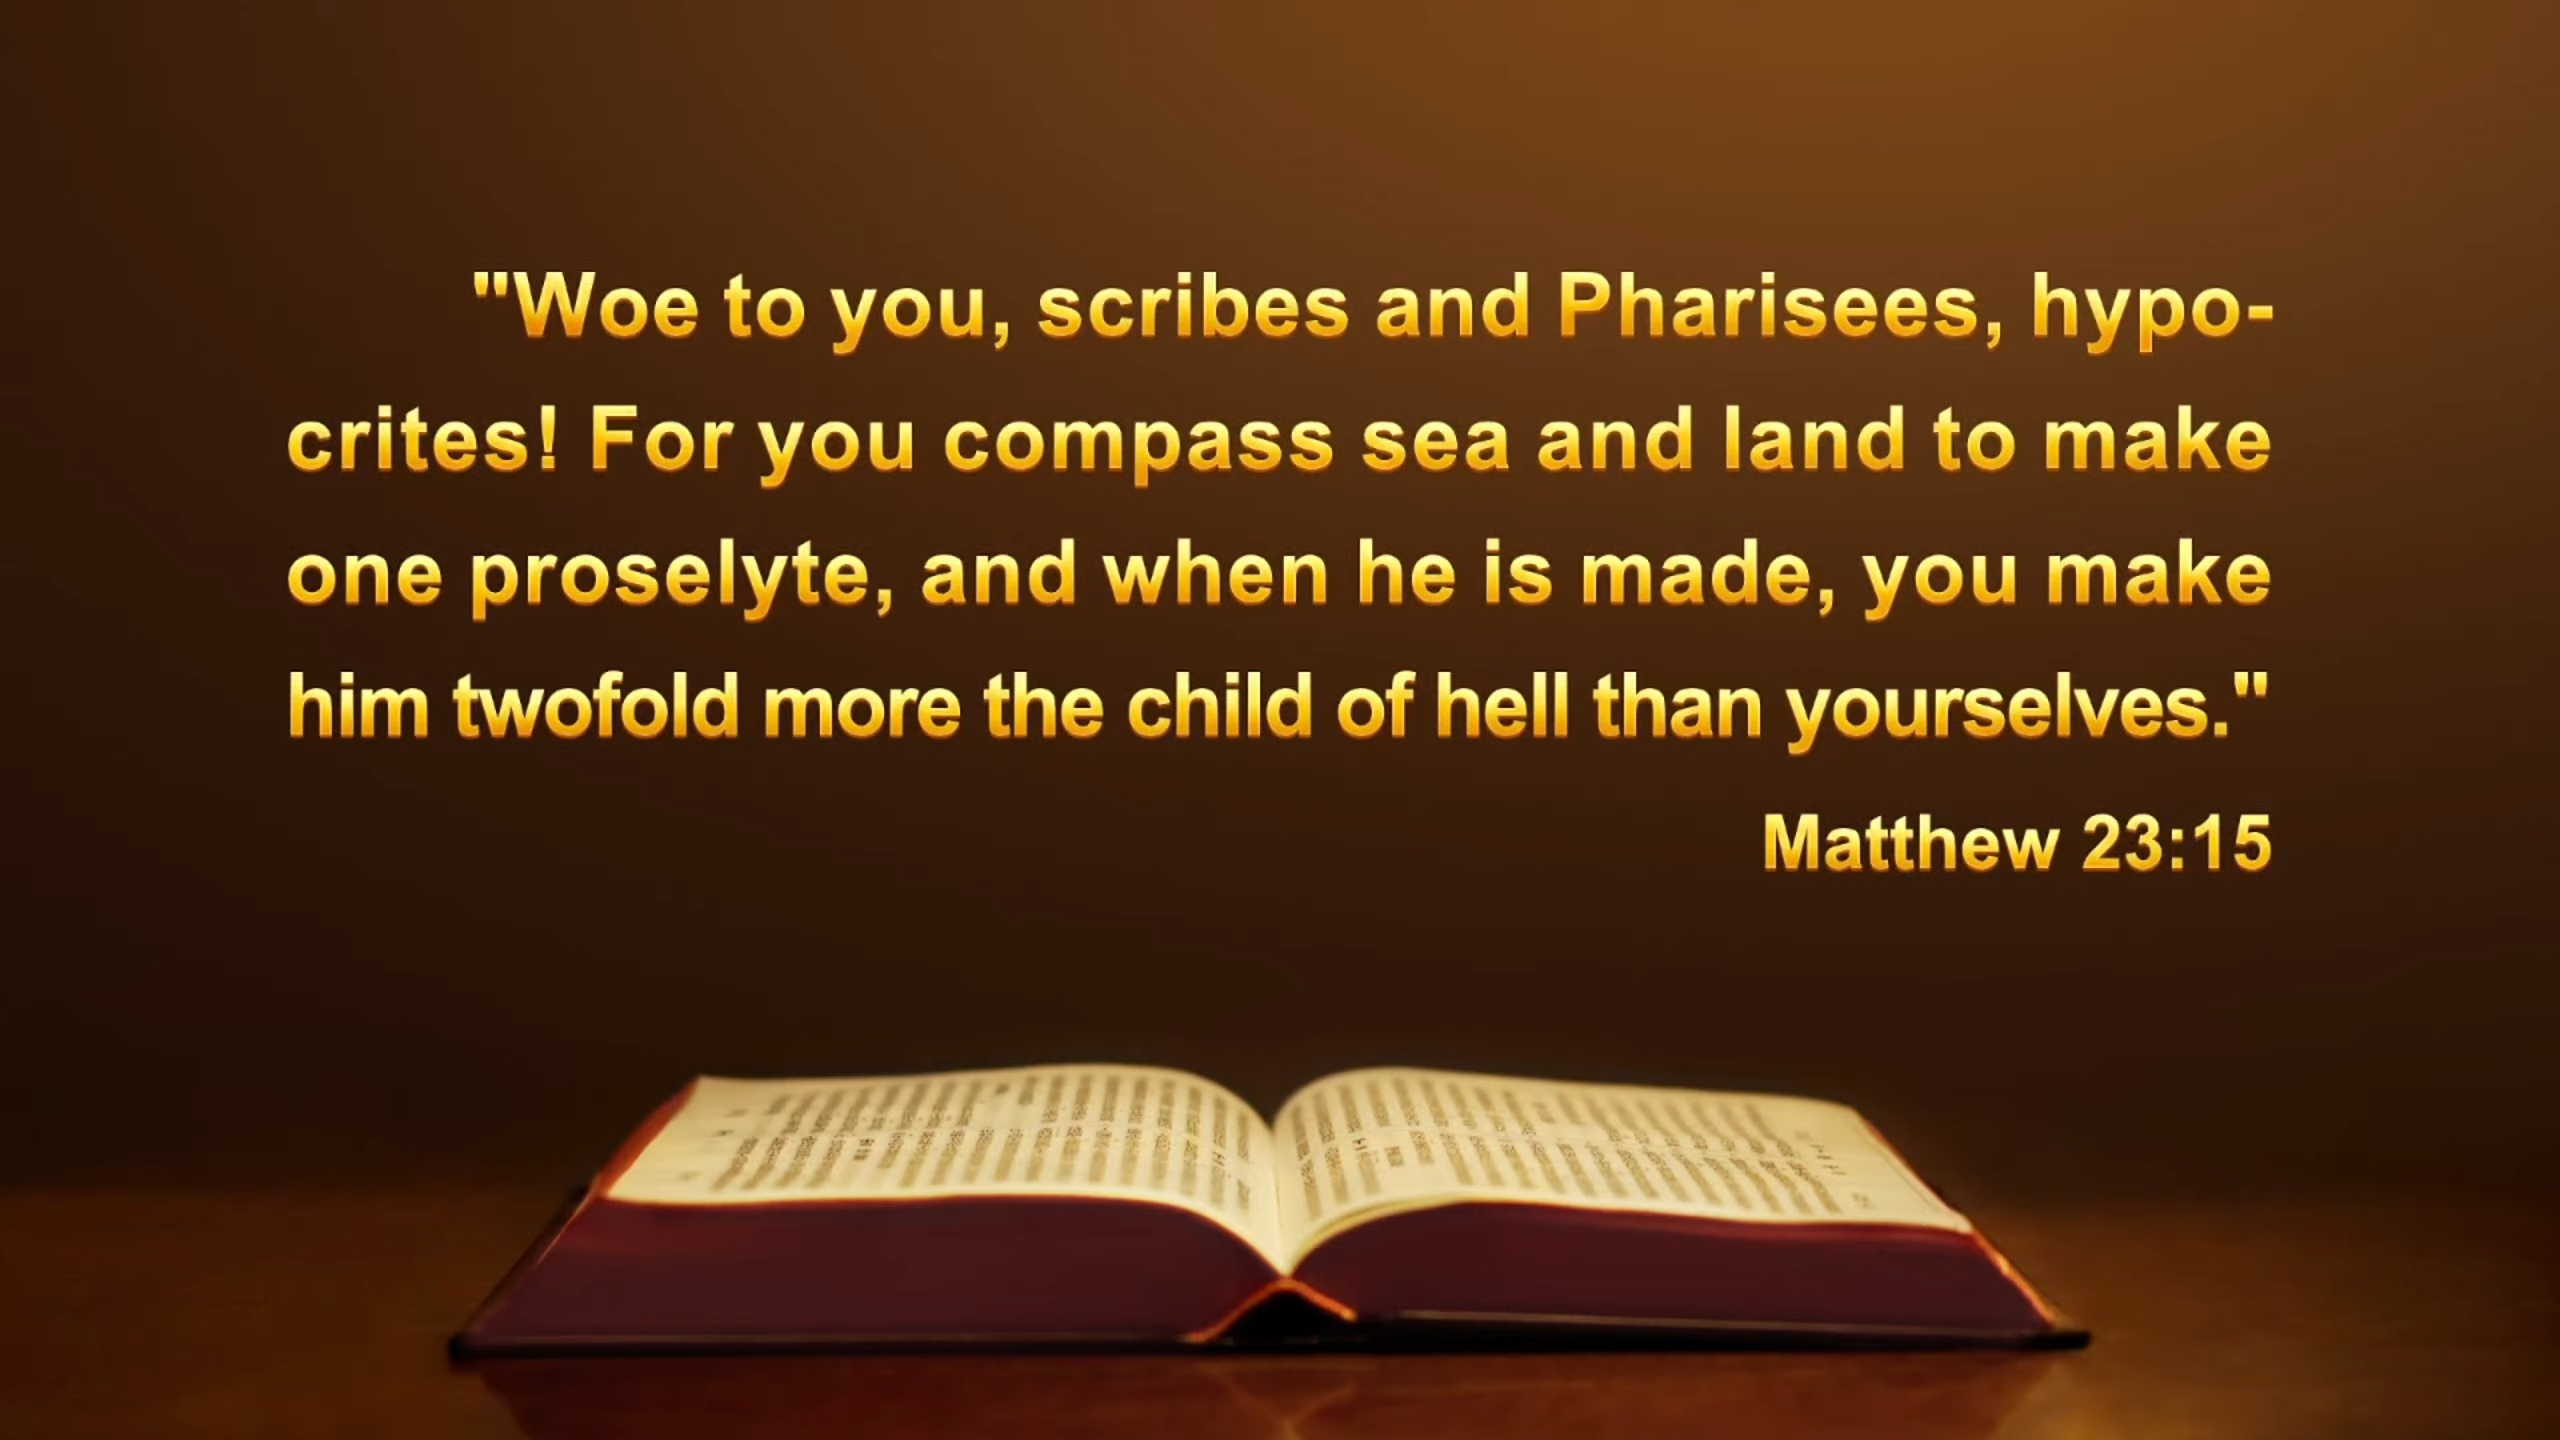 "Woe to you, scribes and Pharisees, hypo-
crites! For you compass sea and land to make
one proselyte, and when he is made, you make
him twofold more the child of hell than yourselves."
Matthew 23:15